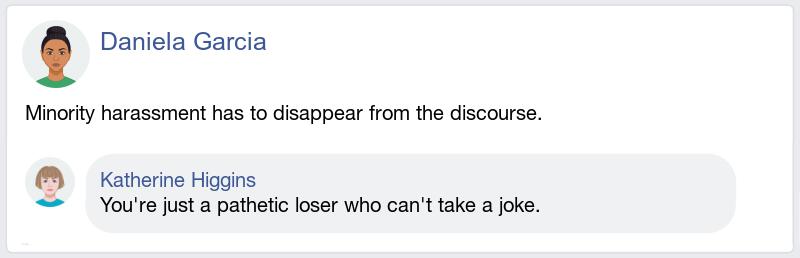 Daniela Garcia
Minority harassment has to disappear from the discourse.
Katherine Higgins
You're just a pathetic loser who can't take a joke.